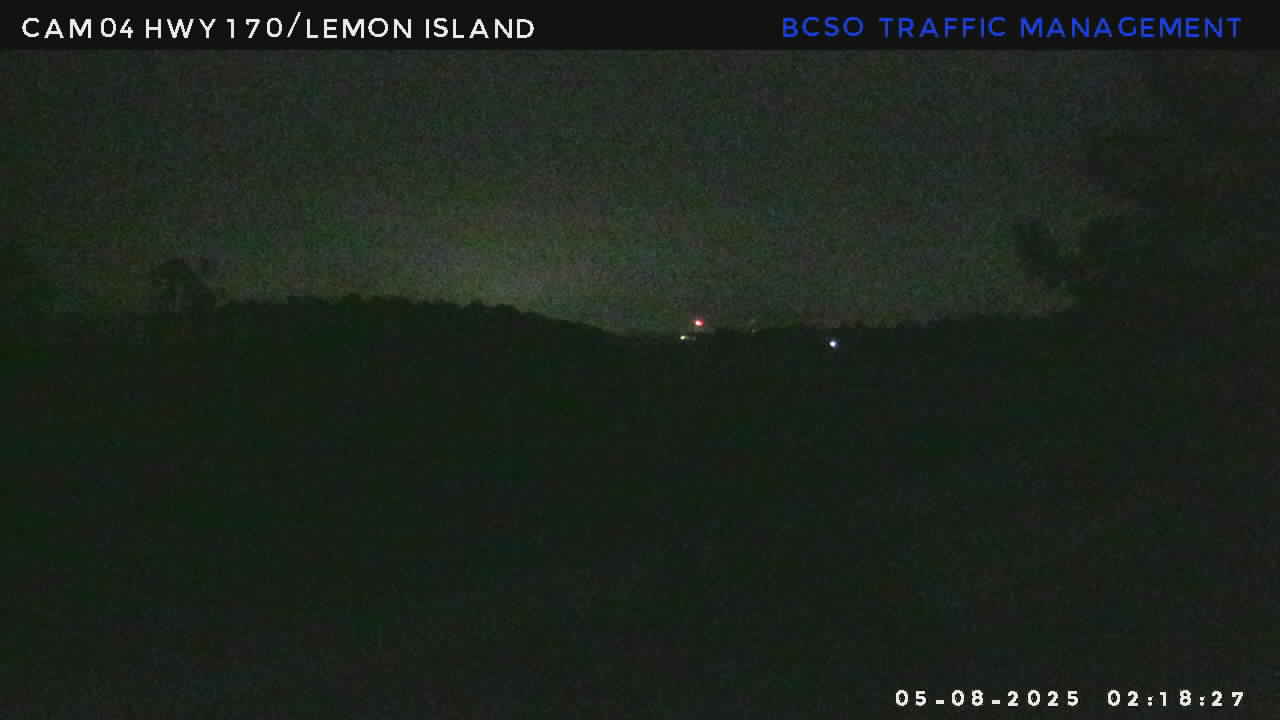 CAM04 HWY 170/LEMON ISLAND
BCSO TRAFFIC MANAGEMENT
05-08-2025 02:18:27